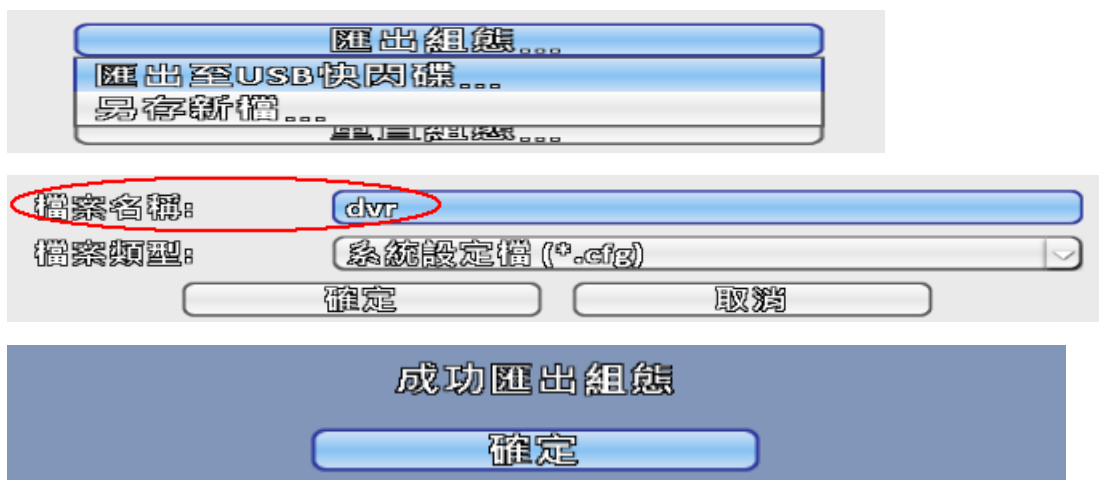 匯出組態...
匯出至USB快閃碟...
另存新檔...
檔案名稱: dvr
檔案類型: 系統設定檔 (*.cfg)
確定 取消
成功匯出組態
確定